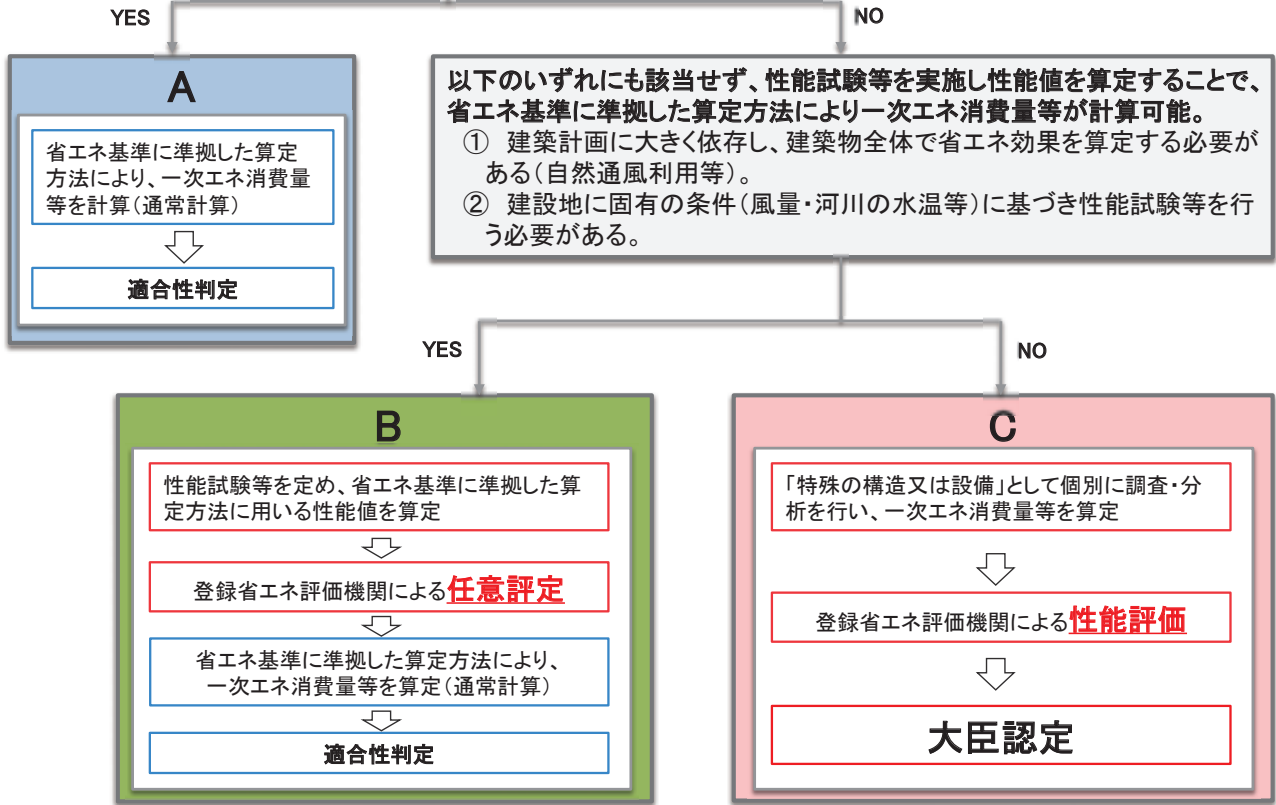 YES
NO
A
省エネ基準に準拠した算定
方法により、一次エネ消費量
等を計算(通常計算)
適合性判定
以下のいずれにも該当せず、性能試験等を実施し性能値を算定することで、
省エネ基準に準拠した算定方法により一次エネ消費量等が計算可能。
① 建築計画に大きく依存し、建築物全体で省エネ効果を算定する必要が
ある(自然通風利用等)。
② 建設地に固有の条件(風量・河川の水温等)に基づき性能試験等を行
う必要がある。
YES
NO
B
性能試験等を定め、省エネ基準に準拠した算
定方法に用いる性能値を算定
登録省エネ評価機関による任意評定
省エネ基準に準拠した算定方法により、
一次エネ消費量等を算定(通常計算)
適合性判定
C
「特殊の構造又は設備」として個別に調査・分
析を行い、一次エネ消費量等を算定
登録省エネ評価機関による性能評価
大臣認定